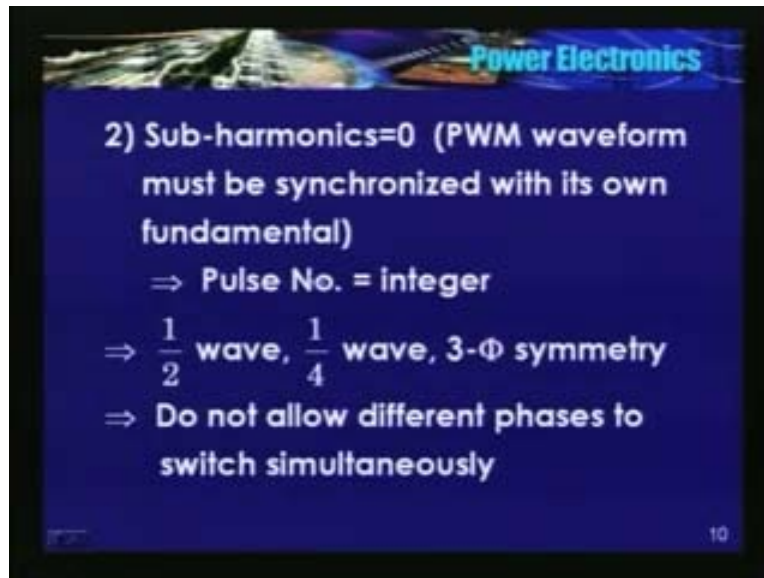 Power Electronics
2) Sub-harmonics=0 (PWM waveform
must be synchronized with its own
fundamental)
⇒ Pulse No. = integer
⇒ 1/2 wave, 1/4 wave, 3-Φ symmetry
⇒ Do not allow different phases to
switch simultaneously
10